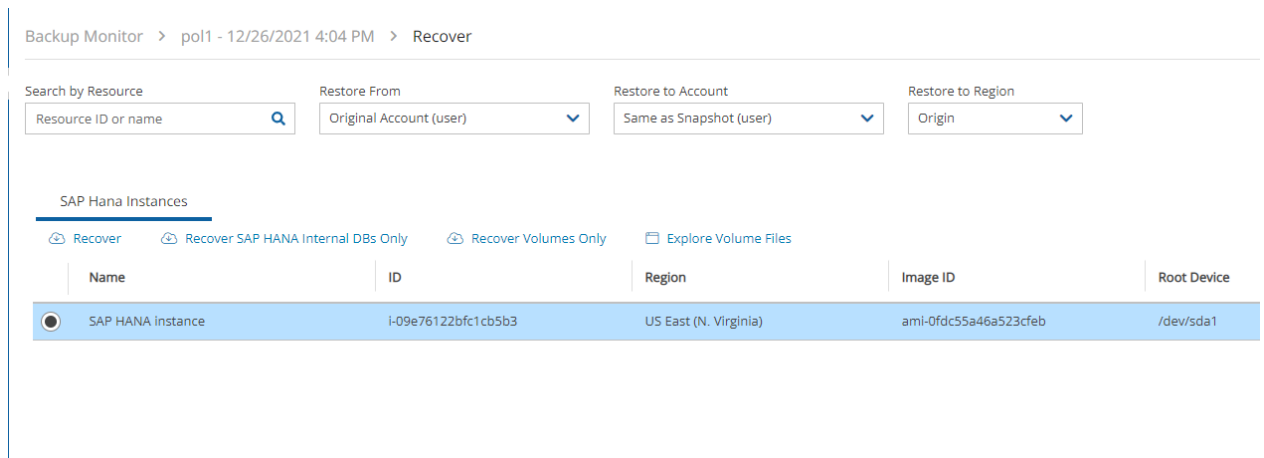 Backup Monitor > pol1 - 12/26/2021 4:04 PM > Recover
Search by Resource Restore From Restore to Account Restore to Region
Resource ID or name Original Account (user) Same as Snapshot (user) Origin
SAP Hana Instances
Recover Recover SAP HANA Internal DBs Only Recover Volumes Only Explore Volume Files
Name ID Region Image ID Root Device
SAP HANA instance i-09e76122bfc1cb5b3 US East (N. Virginia) ami-0fdc55a46a523cfeb /dev/sda1